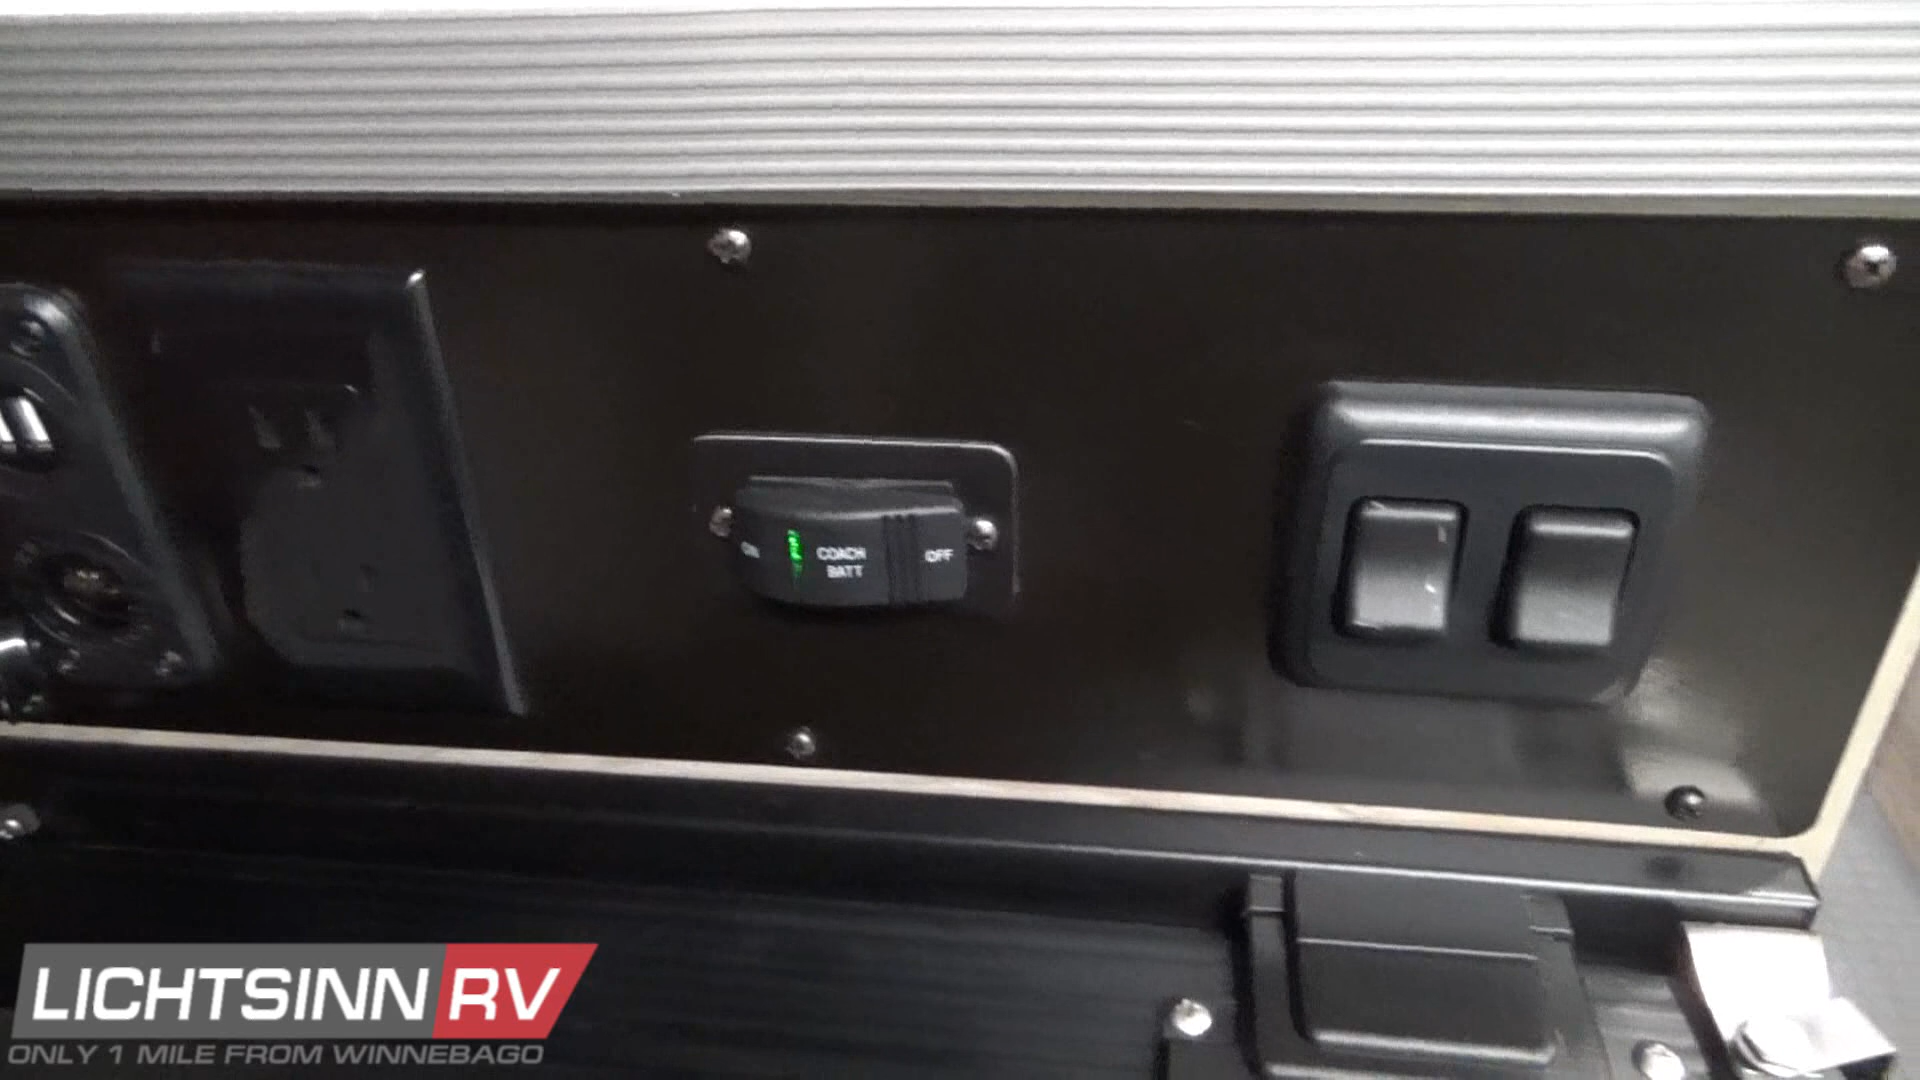 ON
COACH
BATT
OFF
LICHTSINN RV
ONLY 1 MILE FROM WINNEBAGO